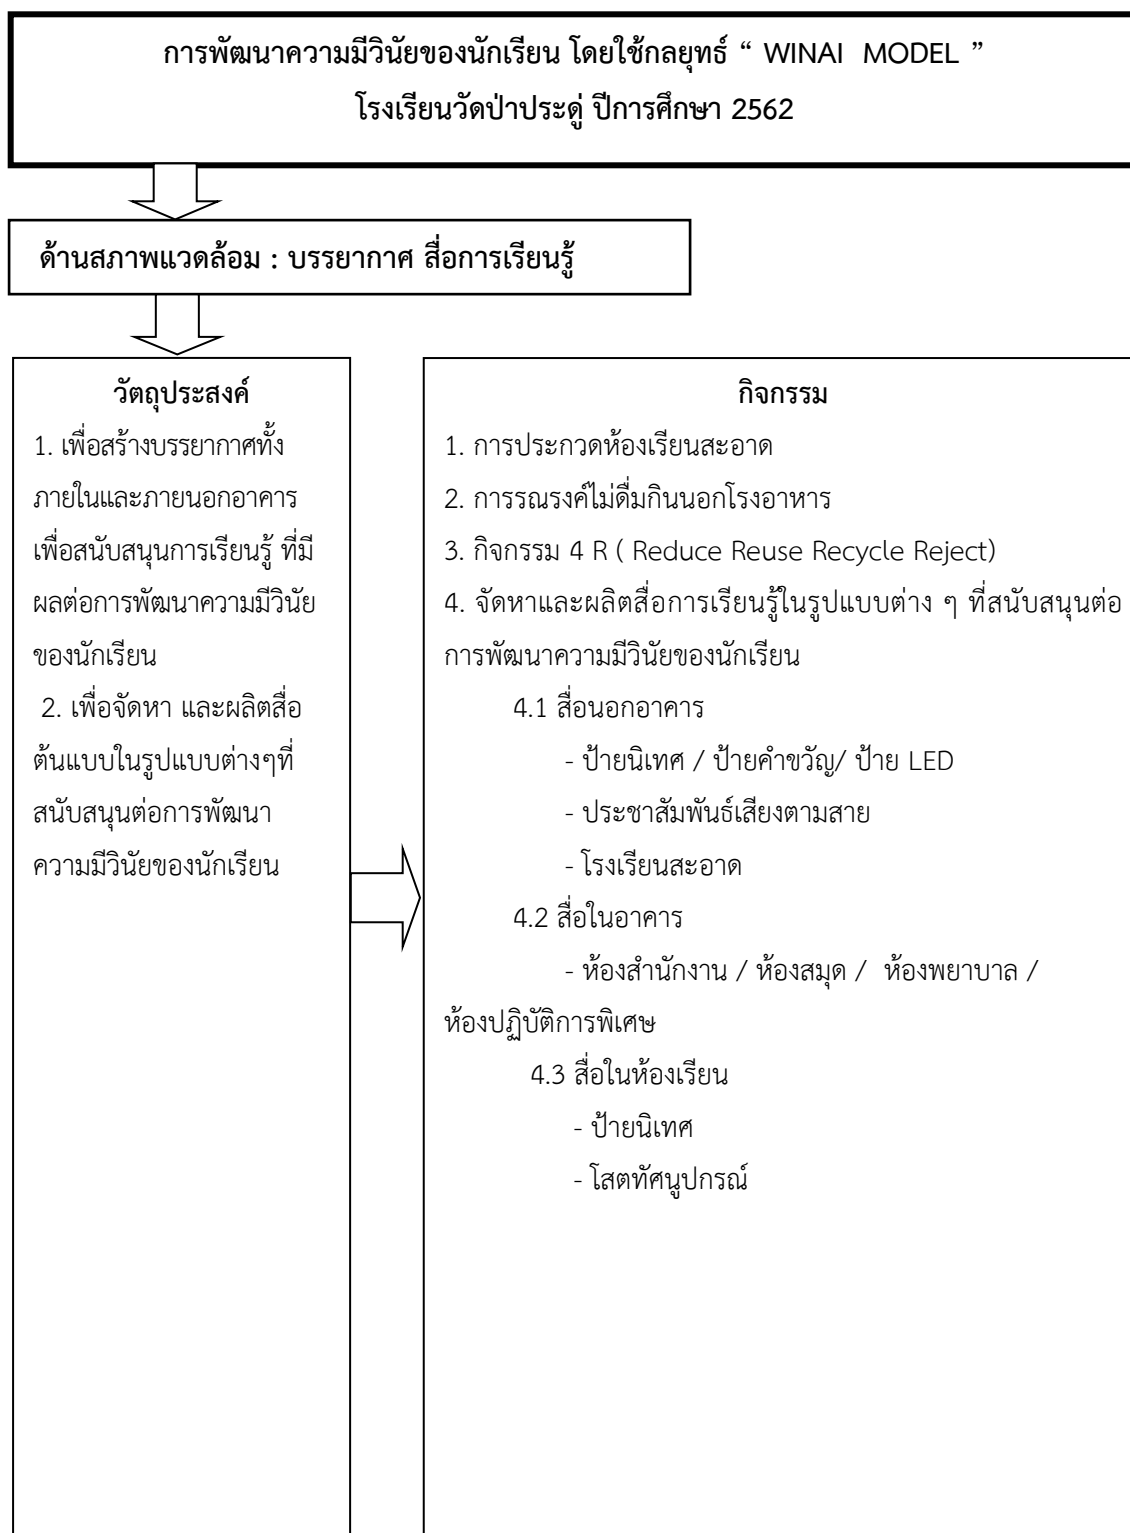 การพัฒนาความมีวินัยของนักเรียน โดยใช้กลยุทธ์ “ WINAI MODEL ”
โรงเรียนวัดป่าประดู่ ปีการศึกษา 2562
ด้านสภาพแวดล้อม : บรรยากาศ สื่อการเรียนรู้
วัตถุประสงค์
1. เพื่อสร้างบรรยากาศทั้ง
ภายในและภายนอกอาคาร
เพื่อสนับสนุนการเรียนรู้ ที่มี
ผลต่อการพัฒนาความมีวินัย
ของนักเรียน
2. เพื่อจัดหา และผลิตสื่อ
ต้นแบบในรูปแบบต่างๆที่
สนับสนุนต่อการพัฒนา
ความมีวินัยของนักเรียน
กิจกรรม
1. การประกวดห้องเรียนสะอาด
2. การรณรงค์ไม่ดื่มกินนอกโรงอาหาร
3. กิจกรรม 4 R ( Reduce Reuse Recycle Reject)
4. จัดหาและผลิตสื่อการเรียนรู้ในรูปแบบต่าง ๆ ที่สนับสนุนต่อ
การพัฒนาความมีวินัยของนักเรียน
4.1 สื่อนอกอาคาร
- ป้ายนิเทศ / ป้ายคำขวัญ/ ป้าย LED
- ประชาสัมพันธ์เสียงตามสาย
- โรงเรียนสะอาด
4.2 สื่อในอาคาร
- ห้องสำนักงาน / ห้องสมุด / ห้องพยาบาล /
ห้องปฏิบัติการพิเศษ
4.3 สื่อในห้องเรียน
- ป้ายนิเทศ
- โสตทัศนูปกรณ์